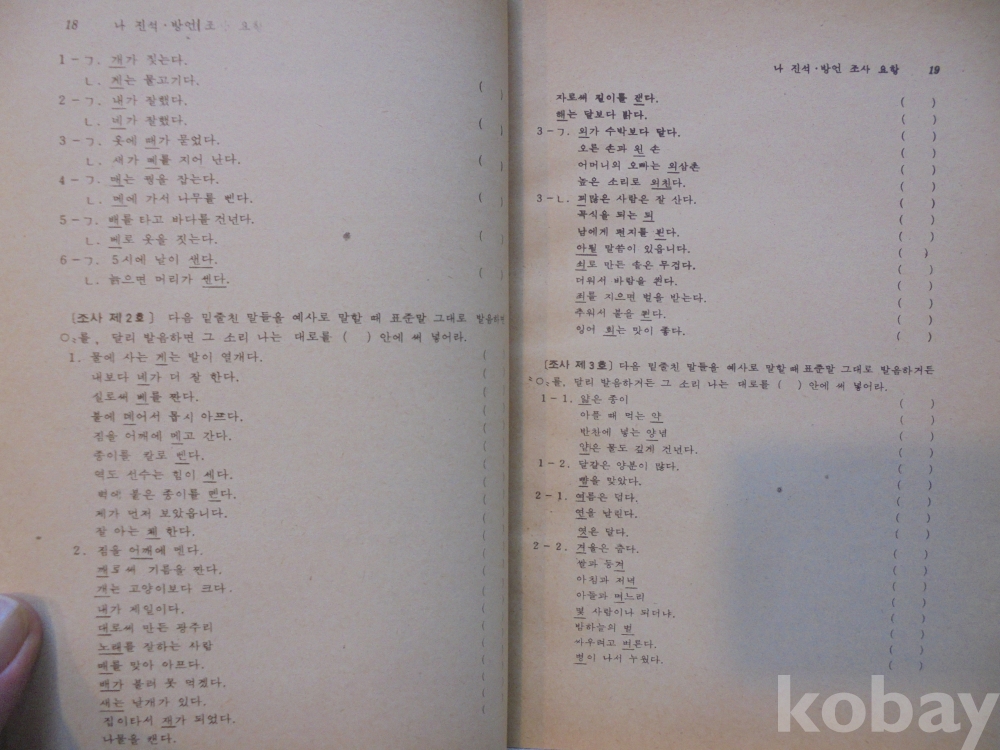 18 나 진석·방언 조 요
1-ㄱ. 개가 짖는다.
ㄴ. 게는 물고기다.
2-ㄱ. 내가 잘했다.
ㄴ. 네가 잘했다.
3-ㄱ. 옷에 때가 묻었다.
ㄴ. 새가 떼를 지어 난다.
4-ㄱ. 매는 꿩을 잡는다.
ㄴ. 메에 가서 나무를 벤다.
5-ㄱ. 배를 타고 바다를 건넌다.
ㄴ. 베로 옷을 짓는다.
6-ㄱ. 5시에 날이 샌다.
ㄴ. 늙으면 머리가 센다.
[조사 제2호] 다음 밑줄친 말들을 예사로 말할 때 표준말 그대로 발음하면
○를, 달리 발음하면 그 소리 나는 대로를 ( ) 안에 써 넣어라.
1. 물에 사는 게는 발이 열개다.
내보다 네가 더 잘 한다.
실로써 베를 짠다.
불에 데어서 몹시 아프다.
짐을 어깨에 메고 간다.
종이를 칼로 벤다.
역도 선수는 힘이 세다.
벽에 붙은 종이를 뗀다.
제가 먼저 보았읍니다.
잘 아는 체 한다.
2. 짐을 어깨에 멘다.
깨로써 기름을 짠다.
개는 고양이보다 크다.
내가 제일이다.
대로써 만든 광주리
노래를 잘하는 사람
매를 맞아 아프다.
배가 불러 못 먹겠다.
새는 날개가 있다.
집이타서 재가 되었다.
나물을 캔다.
나 진석·방언 조사 요항 19
자로써 길이를 잰다.
해는 달보다 밝다.
3-ㄱ. 외가 수박보다 달다.
오른 손과 왼 손
어머니의 오빠는 외삼촌
높은 소리로 외친다.
3-ㄴ. 꾀많은 사람은 잘 산다.
곡식을 되는 되
남에게 편지를 뵌다.
아뢸 말씀이 있읍니다.
쇠로 만든 솥은 무겁다.
더워서 바람을 쐰다.
죄를 지으면 벌을 받는다.
추워서 불을 쬔다.
잉어 회는 맛이 좋다.
[조사 제3호] 다음 밑줄친 말들을 예사로 말할 때 표준말 그대로 발음하거든
○를, 달리 발음하거든 그 소리 나는 대로를 ( ) 안에 써 넣어라.
1-1. 얇은 종이
아플 때 먹는 약
반찬에 넣는 양념
얕은 물도 깊게 건넌다.
1-2. 달걀은 양분이 많다.
뺨을 맞았다.
2-1. 여름은 덥다.
연을 날린다.
엿은 달다.
2-2. 겨울은 춥다.
쌀과 등겨
아침과 저녁
아들과 며느리
몇 사람이나 되더냐.
밤하늘의 별
싸우려고 벼른다.
병이 나서 누웠다.
kobay